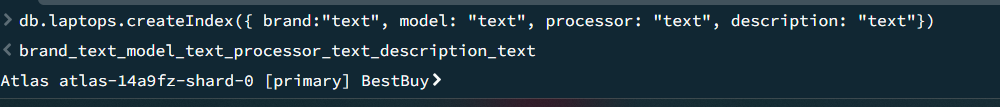 > db.laptops.createIndex({ brand:"text", model: "text", processor: "text", description: "text"})
< brand_text_model_text_processor_text_description_text
Atlas atlas-14a9fz-shard-0 [primary] BestBuy>